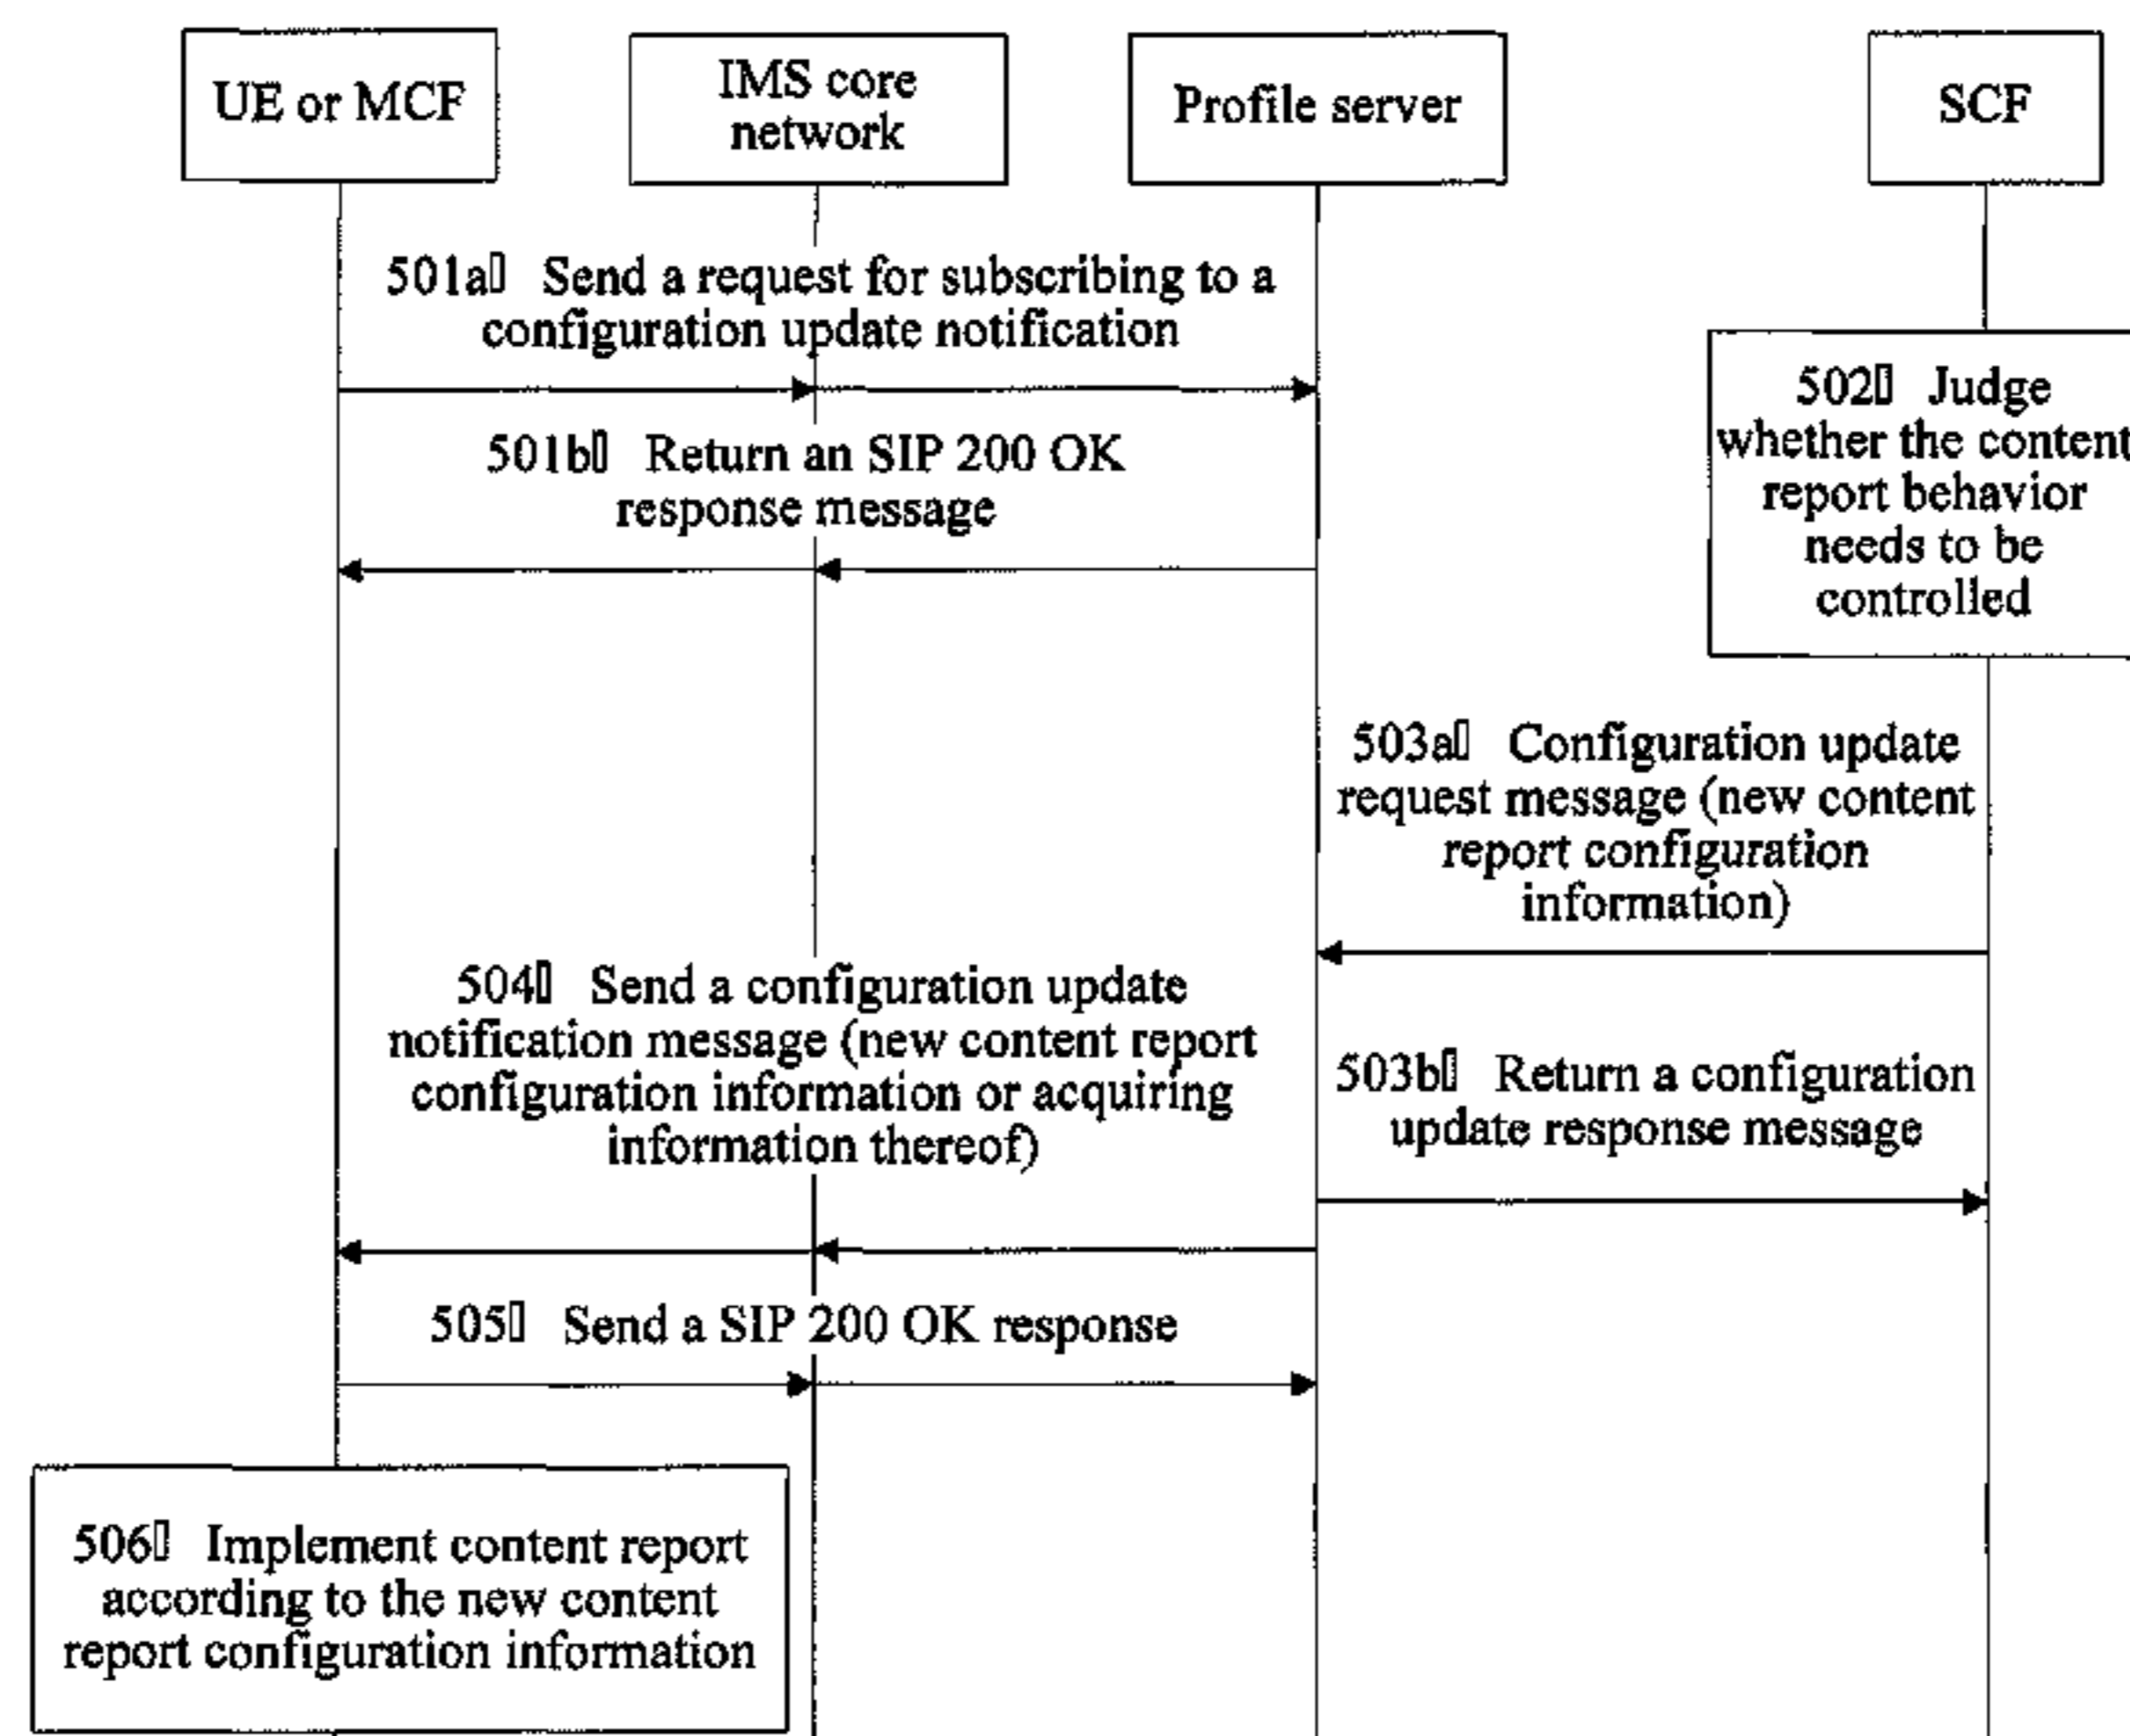 UE or MCF
IMS core
network
Profile server
SCF
501a▯ Send a request for subscribing to a
configuration update notification
502▯ Judge
whether the content
report behavior
needs to be
controlled
501b▯ Return an SIP 200 OK
response message
503a▯ Configuration update
request message (new content
report configuration
information)
504▯ Send a configuration update
notification message (new content report
configuration information or acquiring
information thereof)
503b▯ Return a configuration
update response message
505▯ Send a SIP 200 OK response
506▯ Implement content report
according to the new content
report configuration information